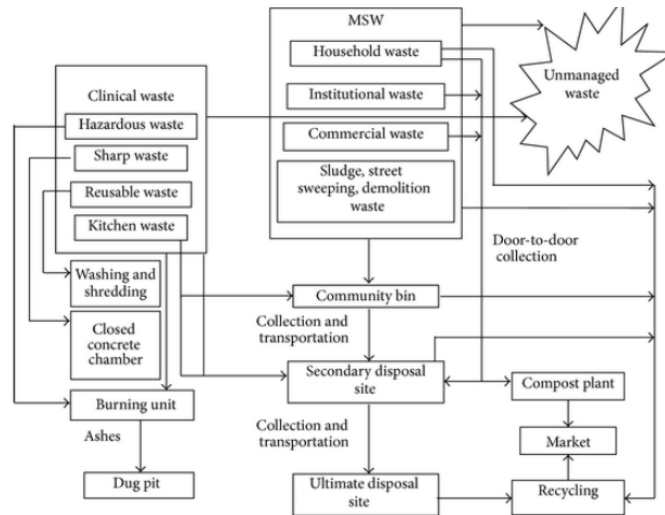 MSW
Household waste
Institutional waste
Commercial waste
Sludge, street
sweeping, demolition
waste
Unmanaged
waste
Clinical waste
Hazardous waste
Sharp waste
Reusable waste
Kitchen waste
Washing and
shredding
Closed
concrete
chamber
Burning unit
Ashes
Dug pit
Door-to-door
collection
Community bin
Collection and
transportation
Secondary disposal
site
Collection and
transportation
Ultimate disposal
site
Compost plant
Market
Recycling